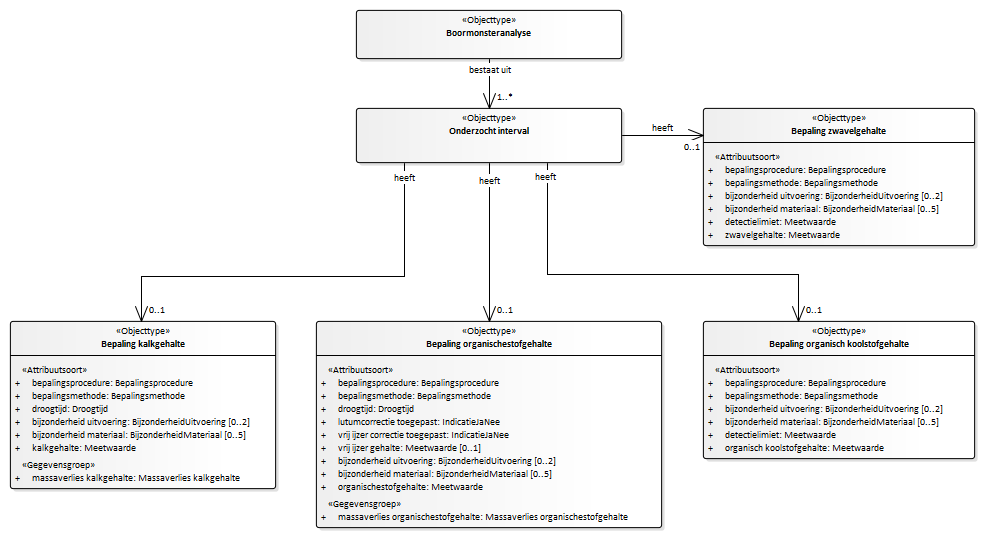 «Objecttype»
Boormonsteranalyse
bestaat uit
1..*
«Objecttype»
Onderzocht interval
heeft
0..1
«Objecttype»
Bepaling zwavelgehalte
«Attribuutsoort»
+ bepalingsprocedure: Bepalingsprocedure
+ bepalingsmethode: Bepalingsmethode
+ bijzonderheid uitvoering: BijzonderheidUitvoering [0..2]
+ bijzonderheid materiaal: BijzonderheidMateriaal [0..5]
+ detectielimiet: Meetwaarde
+ zwavelgehalte: Meetwaarde
heeft
heeft
heeft
0..1
0..1
0..1
«Objecttype»
Bepaling kalkgehalte
«Attribuutsoort»
+ bepalingsprocedure: Bepalingsprocedure
+ bepalingsmethode: Bepalingsmethode
+ droogtijd: Droogtijd
+ bijzonderheid uitvoering: BijzonderheidUitvoering [0..2]
+ bijzonderheid materiaal: BijzonderheidMateriaal [0..5]
+ kalkgehalte: Meetwaarde
«Gegevensgroep»
+ massaverlies kalkgehalte: Massaverlies kalkgehalte
«Objecttype»
Bepaling organischestofgehalte
«Attribuutsoort»
+ bepalingsprocedure: Bepalingsprocedure
+ bepalingsmethode: Bepalingsmethode
+ droogtijd: Droogtijd
+ lutumcorrectie toegepast: IndicatieJaNee
+ vrij ijzer correctie toegepast: IndicatieJaNee
+ vrij ijzer gehalte: Meetwaarde [0..1]
+ bijzonderheid uitvoering: BijzonderheidUitvoering [0..2]
+ bijzonderheid materiaal: BijzonderheidMateriaal [0..5]
+ organischestofgehalte: Meetwaarde
«Gegevensgroep»
+ massaverlies organischestofgehalte: Massaverlies organischestofgehalte
«Objecttype»
Bepaling organisch koolstofgehalte
«Attribuutsoort»
+ bepalingsprocedure: Bepalingsprocedure
+ bepalingsmethode: Bepalingsmethode
+ bijzonderheid uitvoering: BijzonderheidUitvoering [0..2]
+ bijzonderheid materiaal: BijzonderheidMateriaal [0..5]
+ detectielimiet: Meetwaarde
+ organisch koolstofgehalte: Meetwaarde